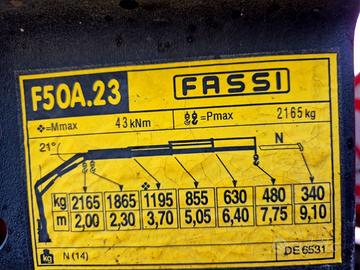 F50A.23
FASSI
=Mmax 43 kNm
=Pmax 2165 kg
21°
N
kg 2165 1865 1195 855 630 480 340
m 2,00 2,30 3,70 5,05 6,40 7,75 9,10
kg N (14) DE 6531